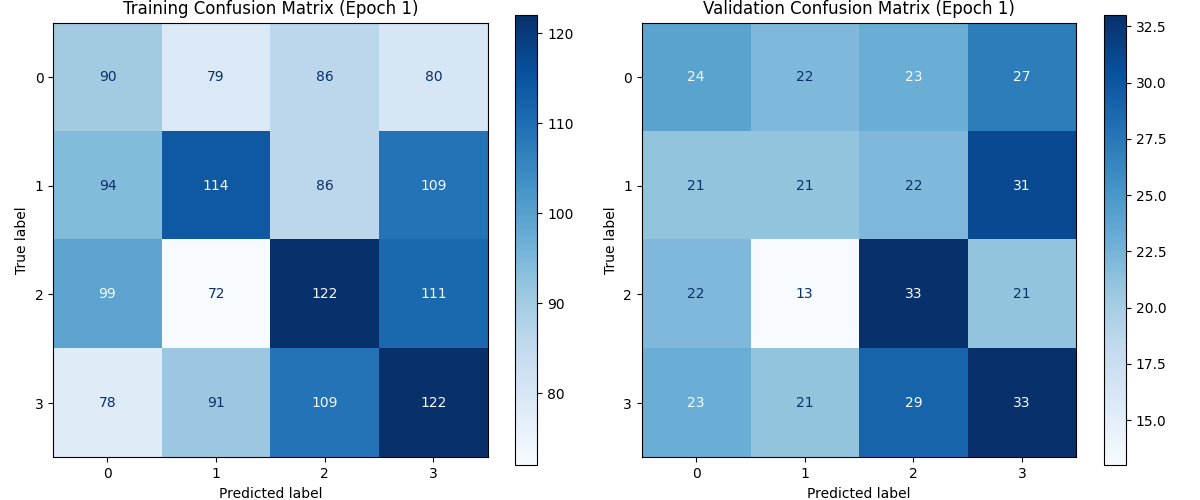 Training Confusion Matrix (Epoch 1)
True label
0 90 79 86 80
1 94 114 86 109
2 99 72 122 111
3 78 91 109 122
0 1 2 3
Predicted label
120
110
100
90
80
Validation Confusion Matrix (Epoch 1)
True label
0 24 22 23 27
1 21 21 22 31
2 22 13 33 21
3 23 21 29 33
0 1 2 3
Predicted label
32.5
30.0
27.5
25.0
22.5
20.0
17.5
15.0